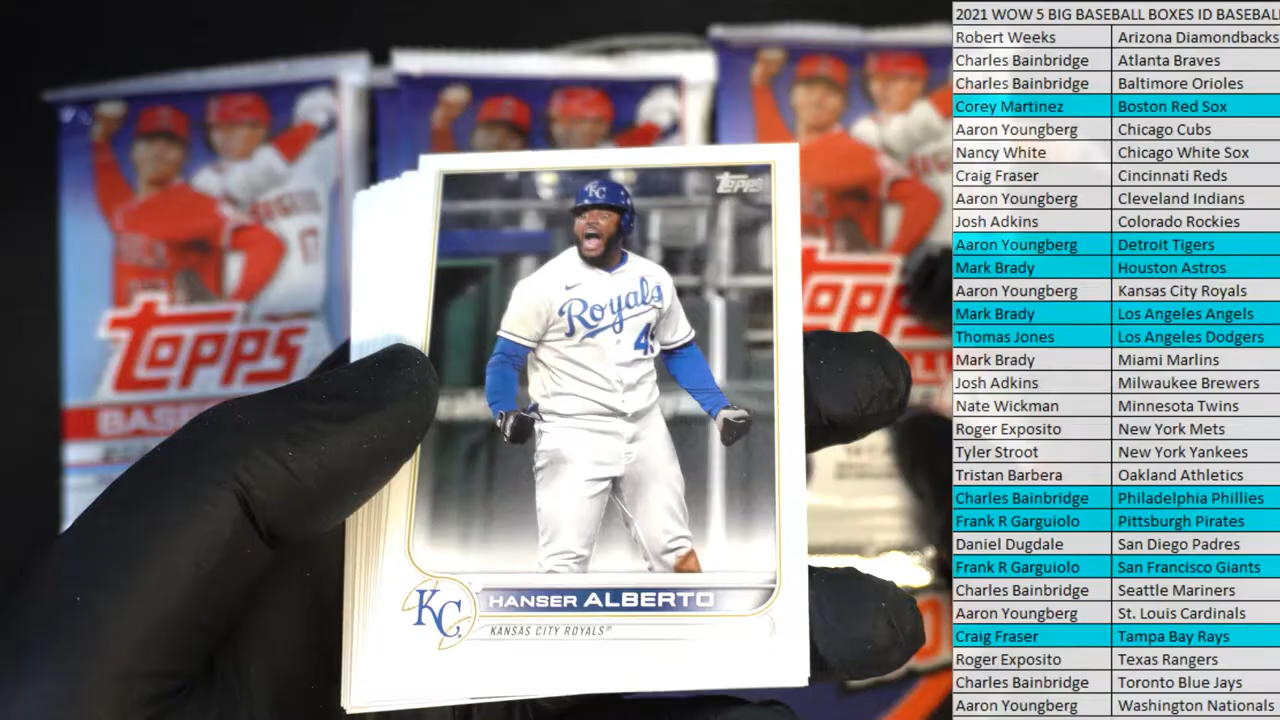 2021 WOW 5 BIG BASEBALL BOXES ID BASEBAL
Robert Weeks Arizona Diamondbacks
Charles Bainbridge Atlanta Braves
Charles Bainbridge Baltimore Orioles
Corey Martinez Boston Red Sox
Aaron Youngberg Chicago Cubs
Nancy White Chicago White Sox
Craig Fraser Cincinnati Reds
Aaron Youngberg Cleveland Indians
Josh Adkins Colorado Rockies
Aaron Youngberg Detroit Tigers
Mark Brady Houston Astros
Aaron Youngberg Kansas City Royals
Mark Brady Los Angeles Angels
Thomas Jones Los Angeles Dodgers
Mark Brady Miami Marlins
Josh Adkins Milwaukee Brewers
Nate Wickman Minnesota Twins
Roger Exposito New York Mets
Tyler Stroot New York Yankees
Tristan Barbera Oakland Athletics
Charles Bainbridge Philadelphia Phillies
Frank R Garguiolo Pittsburgh Pirates
Daniel Dugdale San Diego Padres
Frank R Garguiolo San Francisco Giants
Charles Bainbridge Seattle Mariners
Aaron Youngberg St. Louis Cardinals
Craig Fraser Tampa Bay Rays
Roger Exposito Texas Rangers
Charles Bainbridge Toronto Blue Jays
Aaron Youngberg Washington Nationals
Topps
KC
Royals
KC
HANSER ALBERTO
KANSAS CITY ROYALS®
Topps
17